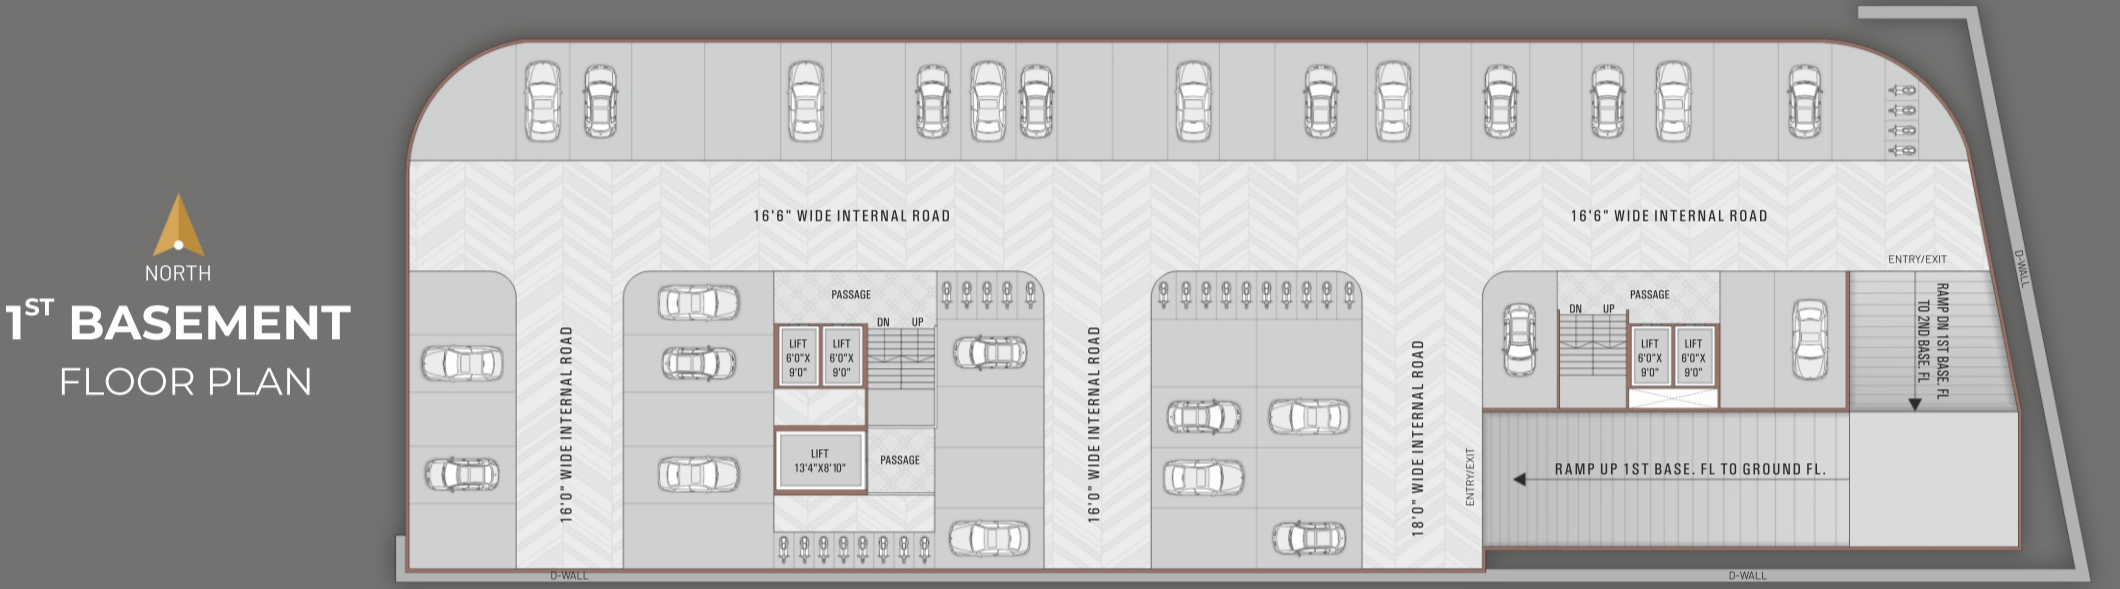 NORTH
1ST BASEMENT
FLOOR PLAN
16'6" WIDE INTERNAL ROAD
16'6" WIDE INTERNAL ROAD
ENTRY/EXIT
D-WALL
RAMP DN 1ST BASE. FL
TO 2ND BASE. FL
16'0" WIDE INTERNAL ROAD
PASSAGE
DN UP
LIFT
6'0"X
9'0"
LIFT
6'0"X
9'0"
LIFT
13'4"X8'10"
PASSAGE
16'0" WIDE INTERNAL ROAD
18'0" WIDE INTERNAL ROAD
ENTRY/EXIT
PASSAGE
DN UP
LIFT
6'0"X
9'0"
LIFT
6'0"X
9'0"
RAMP UP 1ST BASE. FL TO GROUND FL.
D-WALL
D-WALL